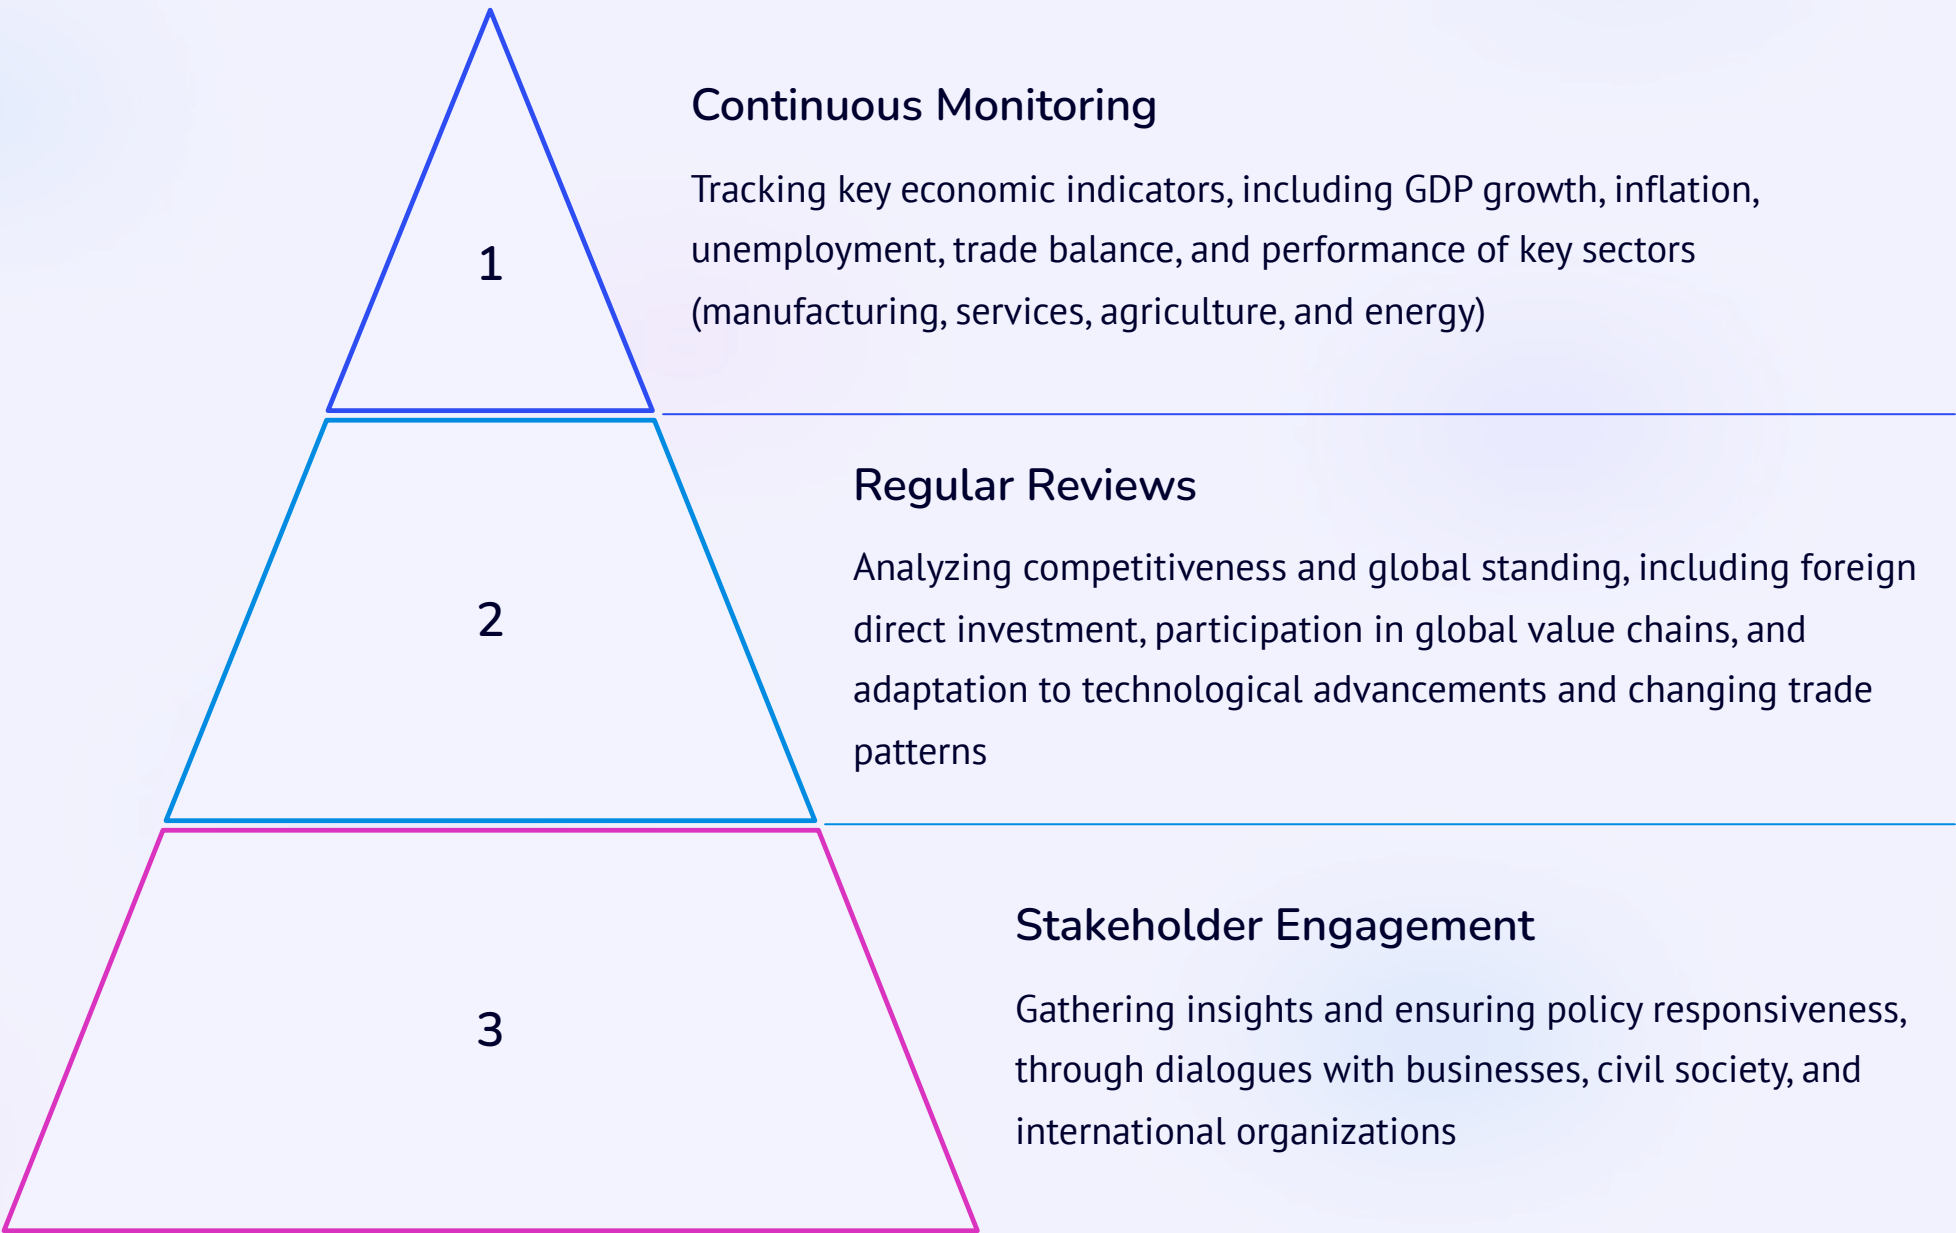 Continuous Monitoring
Tracking key economic indicators, including GDP growth, inflation,
unemployment, trade balance, and performance of key sectors
(manufacturing, services, agriculture, and energy)
1
Regular Reviews
Analyzing competitiveness and global standing, including foreign
direct investment, participation in global value chains, and
adaptation to technological advancements and changing trade
patterns
2
Stakeholder Engagement
Gathering insights and ensuring policy responsiveness,
through dialogues with businesses, civil society, and
international organizations
3